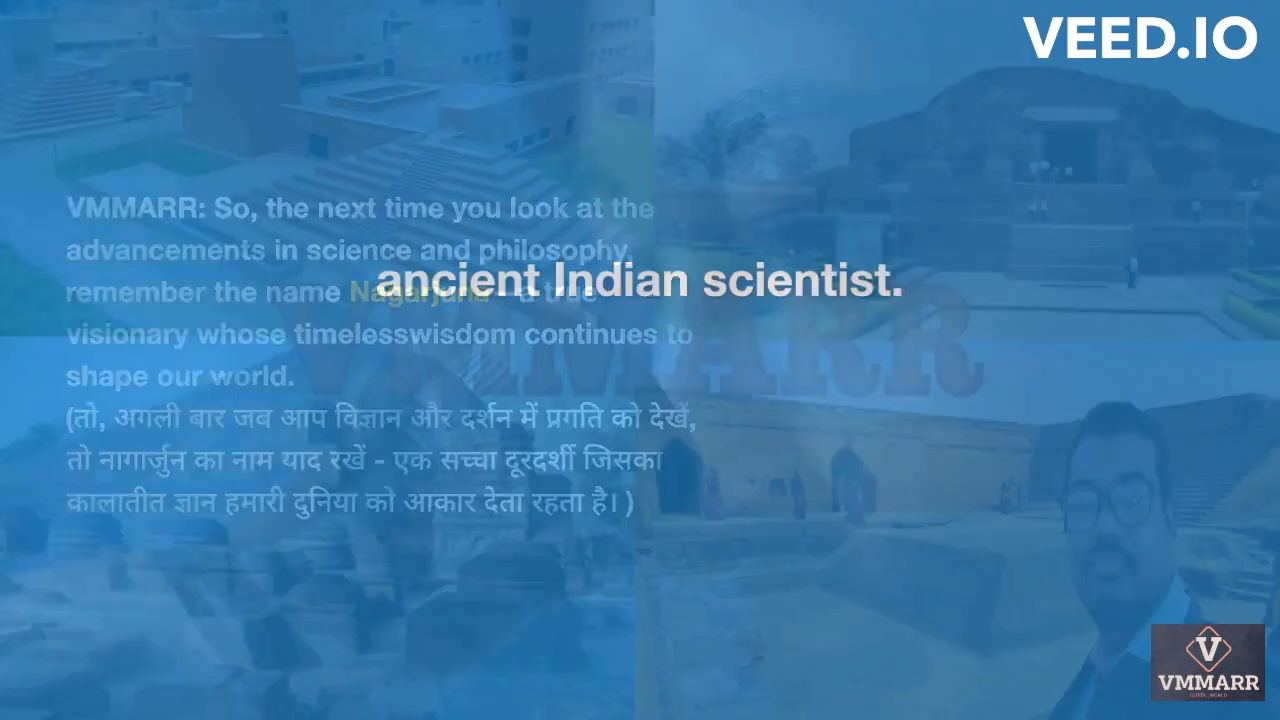 VEED.IO
VMMARR: So, the next time you look at the
advancements in science and philosophy,
ancient Indian scientist.
remember the name Nagarjuna - a true
visionary whose timelesswisdom continues to
shape our world.
VMMARR
(तो, अगली बार जब आप विज्ञान और दर्शन में प्रगति को देखें,
तो नागार्जुन का नाम याद रखें - एक सच्चा दूरदर्शी जिसका
कालातीत ज्ञान हमारी दुनिया को आकार देता रहता है। )
V
VMMARR